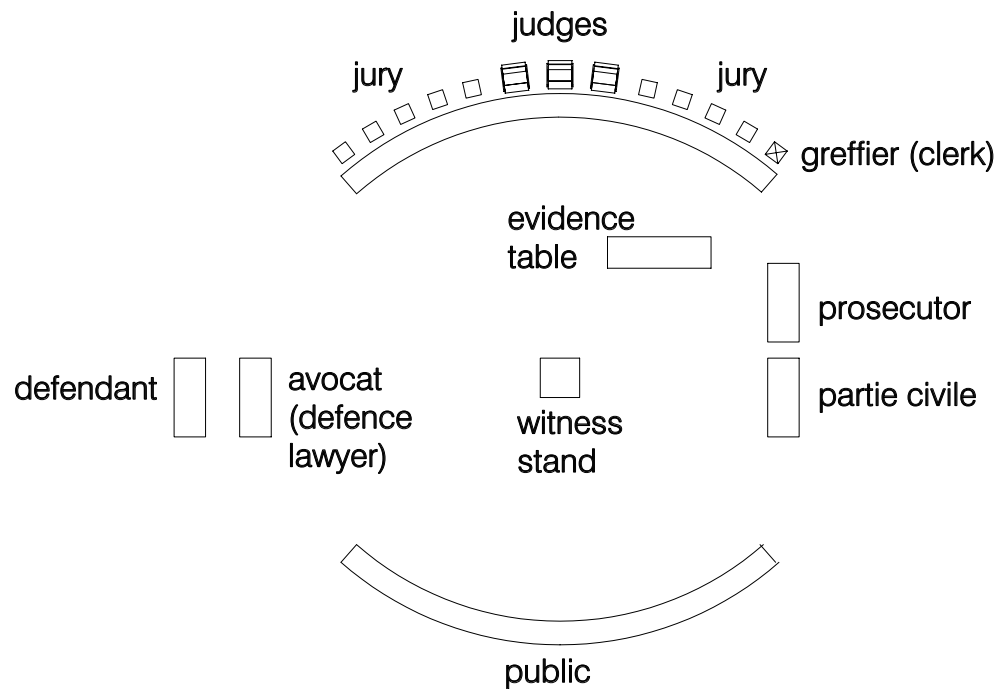 judges
jury
jury
greffier (clerk)
evidence
table
prosecutor
defendant
avocat
(defence
lawyer)
witness
stand
partie civile
public